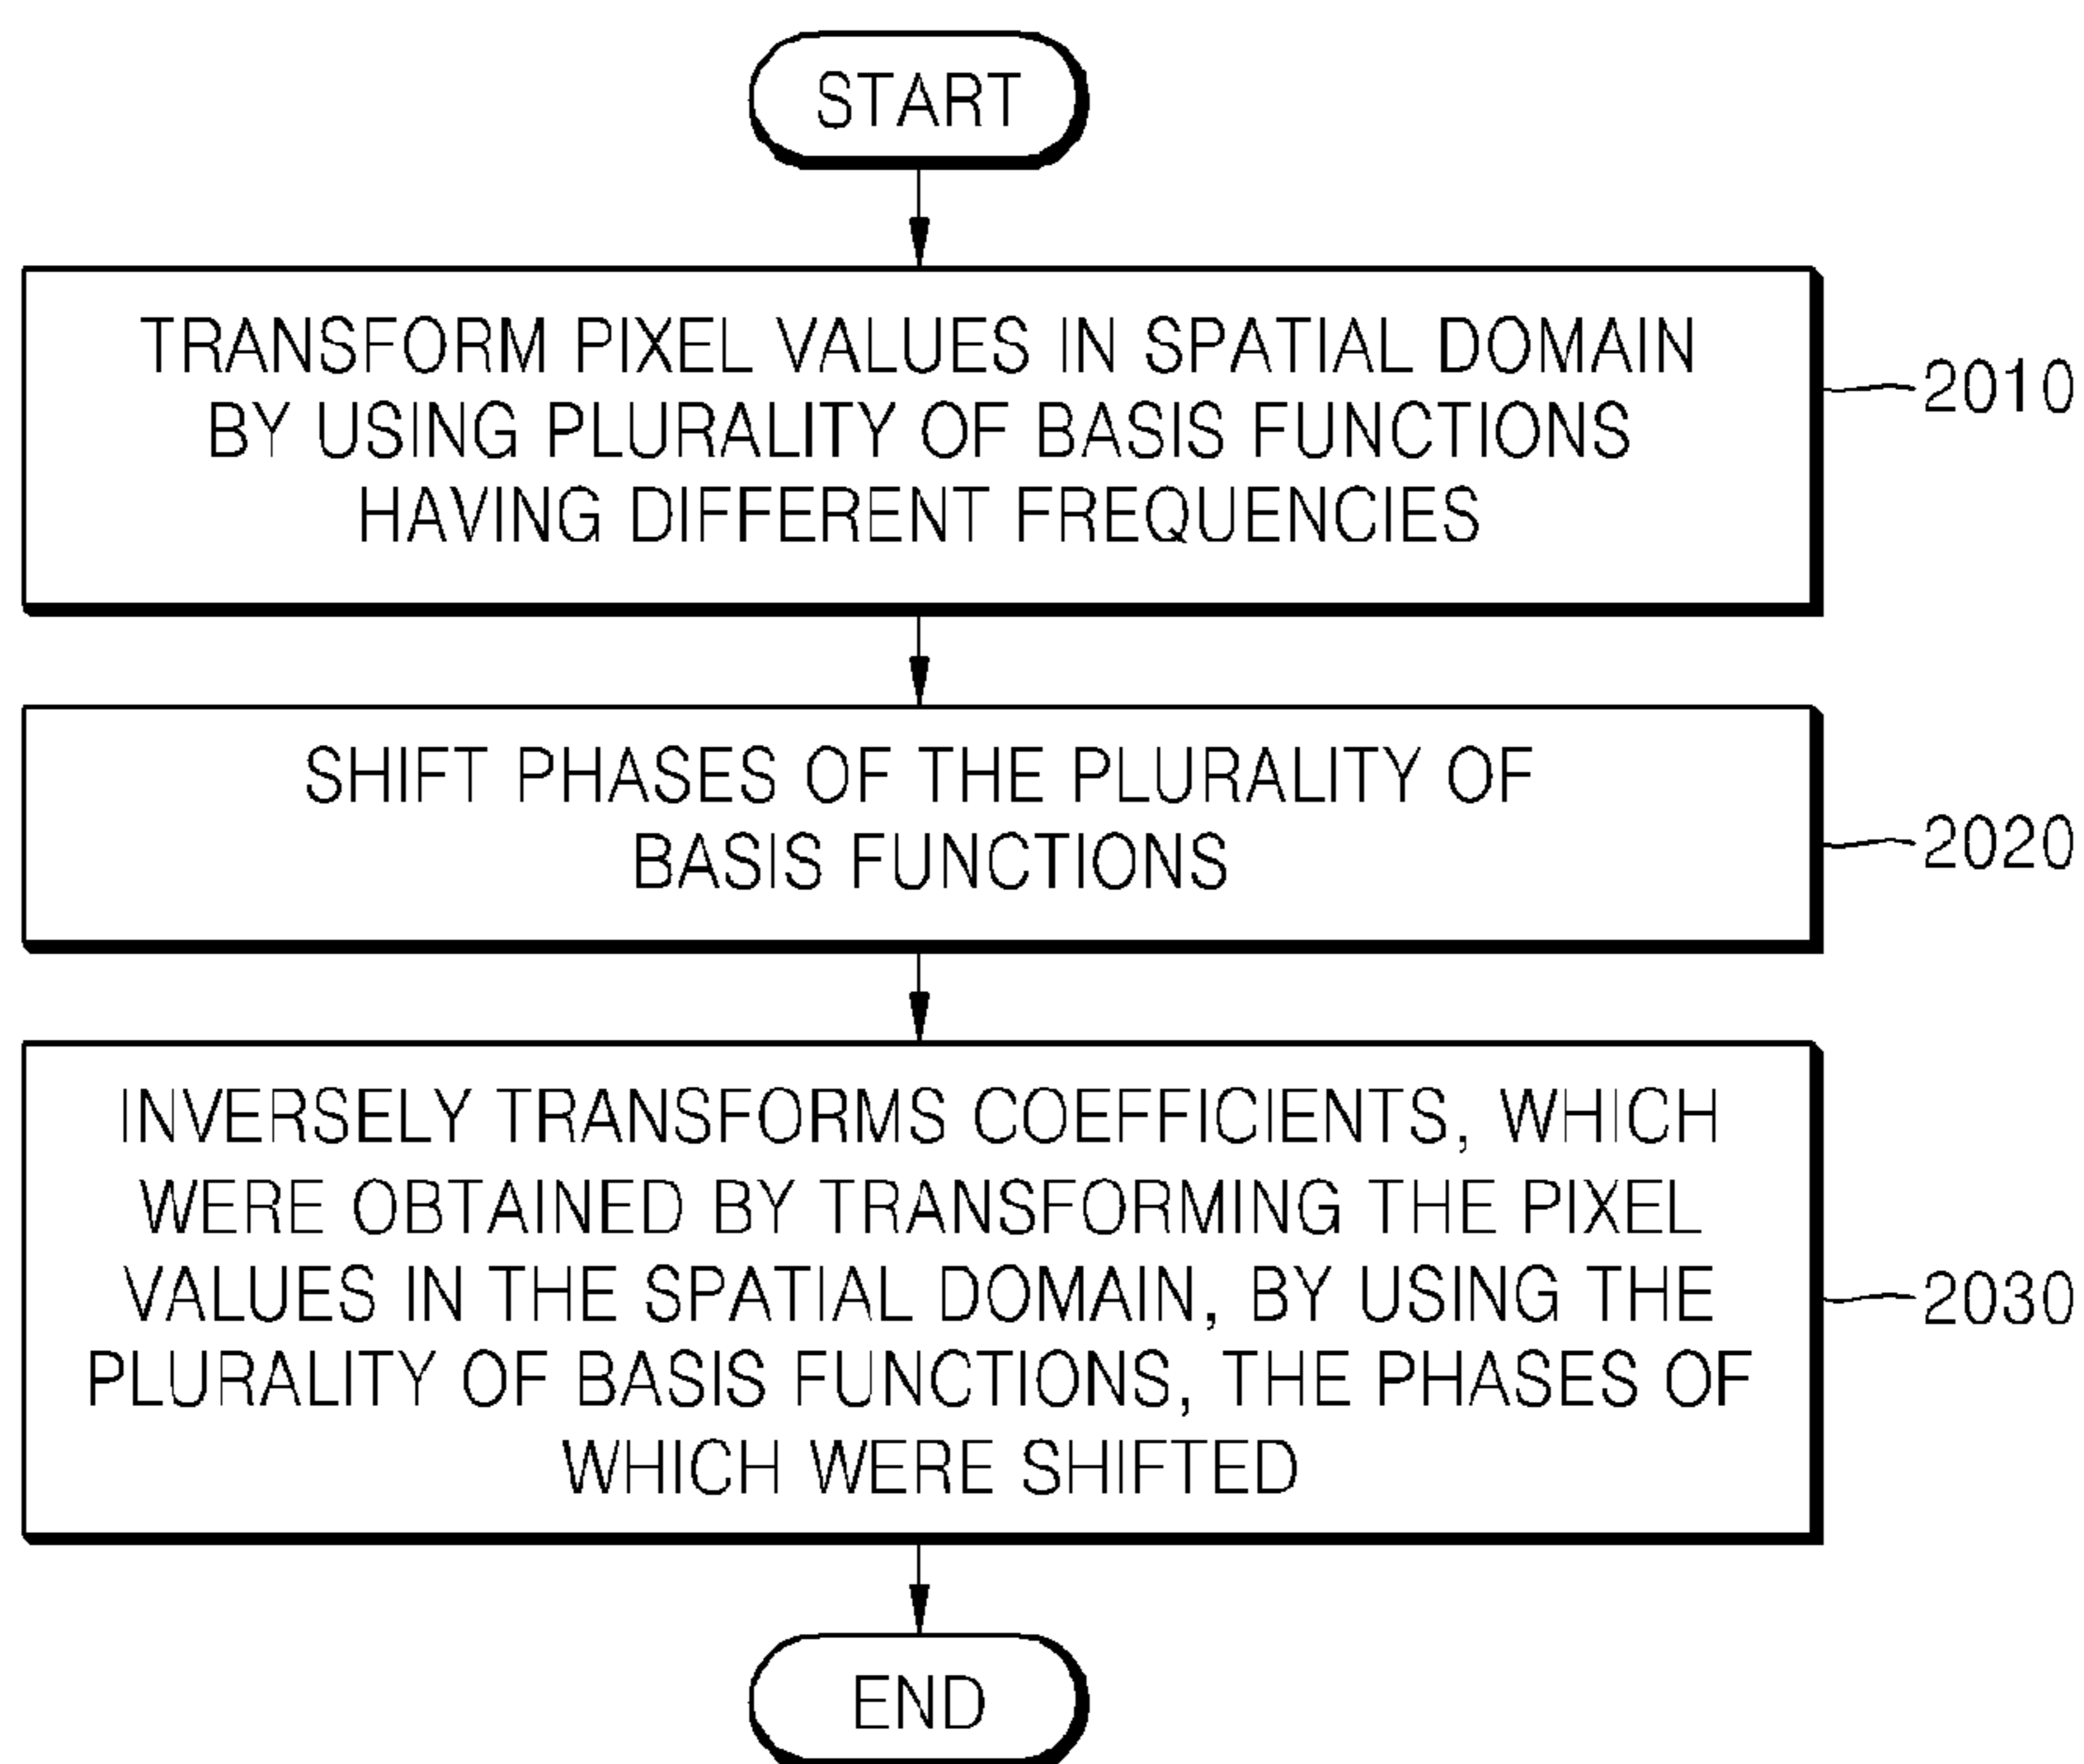 START
TRANSFORM PIXEL VALUES IN SPATIAL DOMAIN
BY USING PLURALITY OF BASIS FUNCTIONS
HAVING DIFFERENT FREQUENCIES
2010
SHIFT PHASES OF THE PLURALITY OF
BASIS FUNCTIONS
2020
INVERSELY TRANSFORMS COEFFICIENTS, WHICH
WERE OBTAINED BY TRANSFORMING THE PIXEL
VALUES IN THE SPATIAL DOMAIN, BY USING THE
PLURALITY OF BASIS FUNCTIONS, THE PHASES OF
WHICH WERE SHIFTED
2030
END